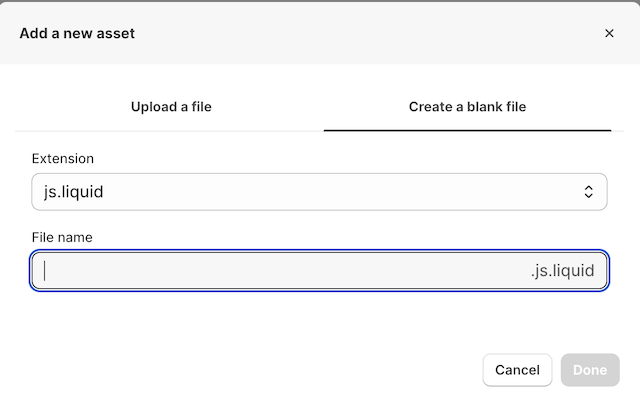 Add a new asset
Upload a file
Create a blank file
Extension
js.liquid
File name
.js.liquid
Cancel
Done